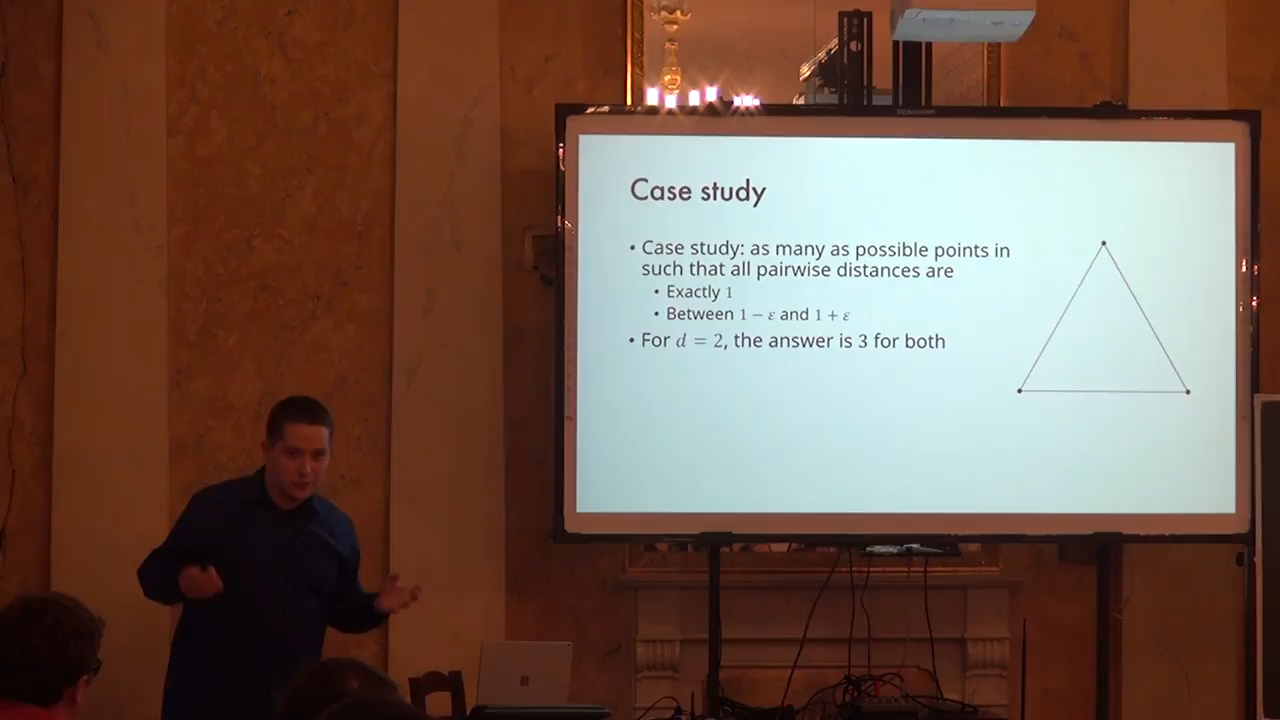 Case study
• Case study: as many as possible points in
such that all pairwise distances are
• Exactly 1
• Between 1 − ε and 1 + ε
• For d = 2, the answer is 3 for both